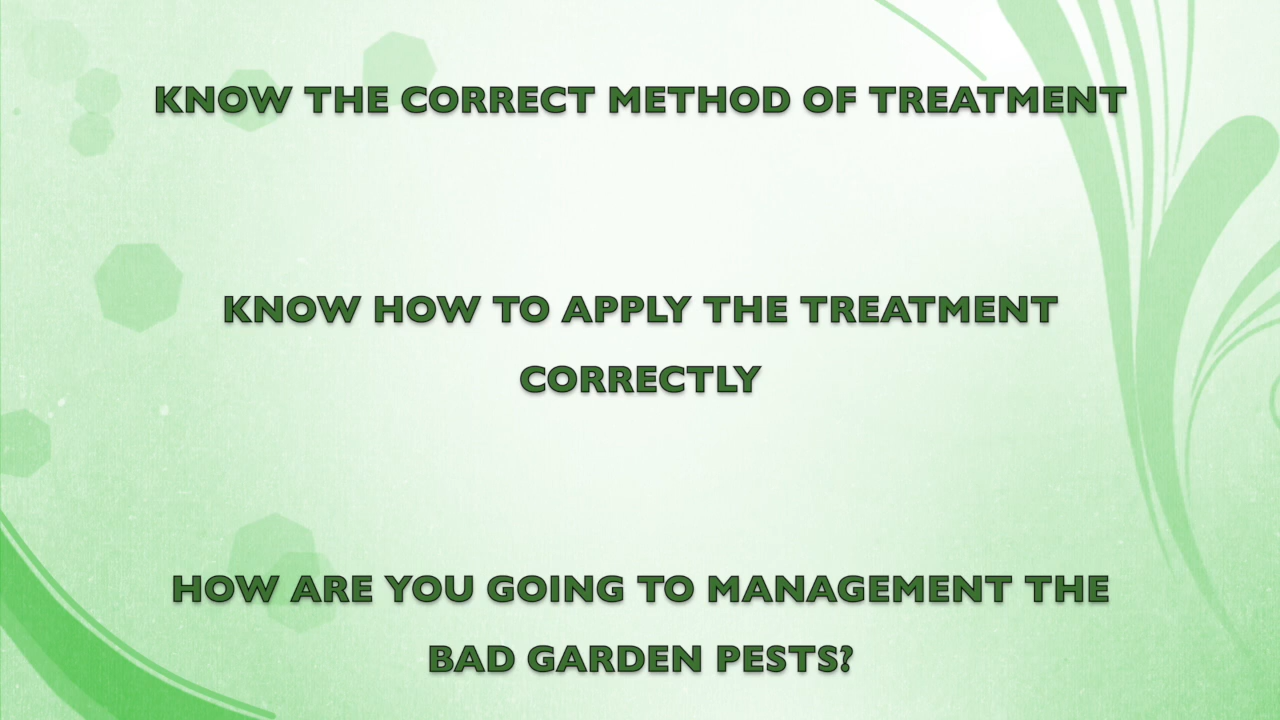 KNOW THE CORRECT METHOD OF TREATMENT
KNOW HOW TO APPLY THE TREATMENT
CORRECTLY
HOW ARE YOU GOING TO MANAGEMENT THE
BAD GARDEN PESTS?